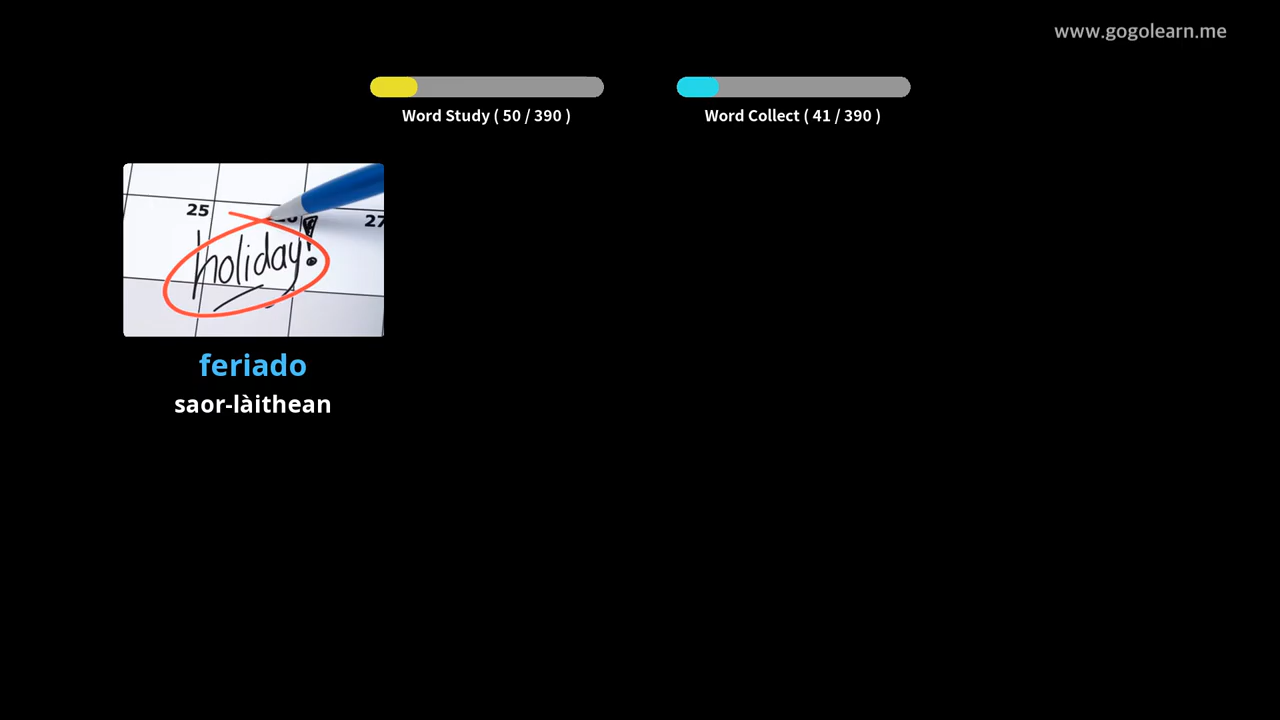 www.gogolearn.me
Word Study ( 50 / 390 )
Word Collect ( 41 / 390 )
25
27
holiday!
feriado
saor-làithean